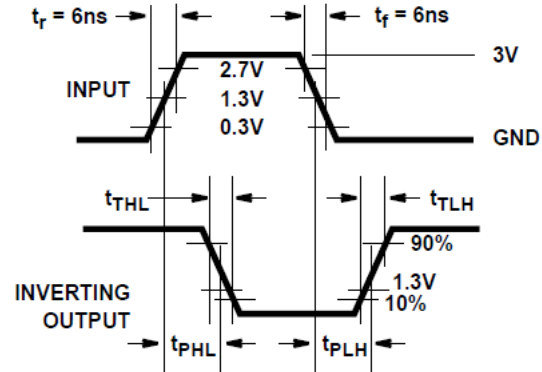 tr = 6ns
tf = 6ns
3V
2.7V
INPUT
1.3V
0.3V
GND
tTHL
tTLH
90%
1.3V
INVERTING
10%
OUTPUT
tPHL
tPLH